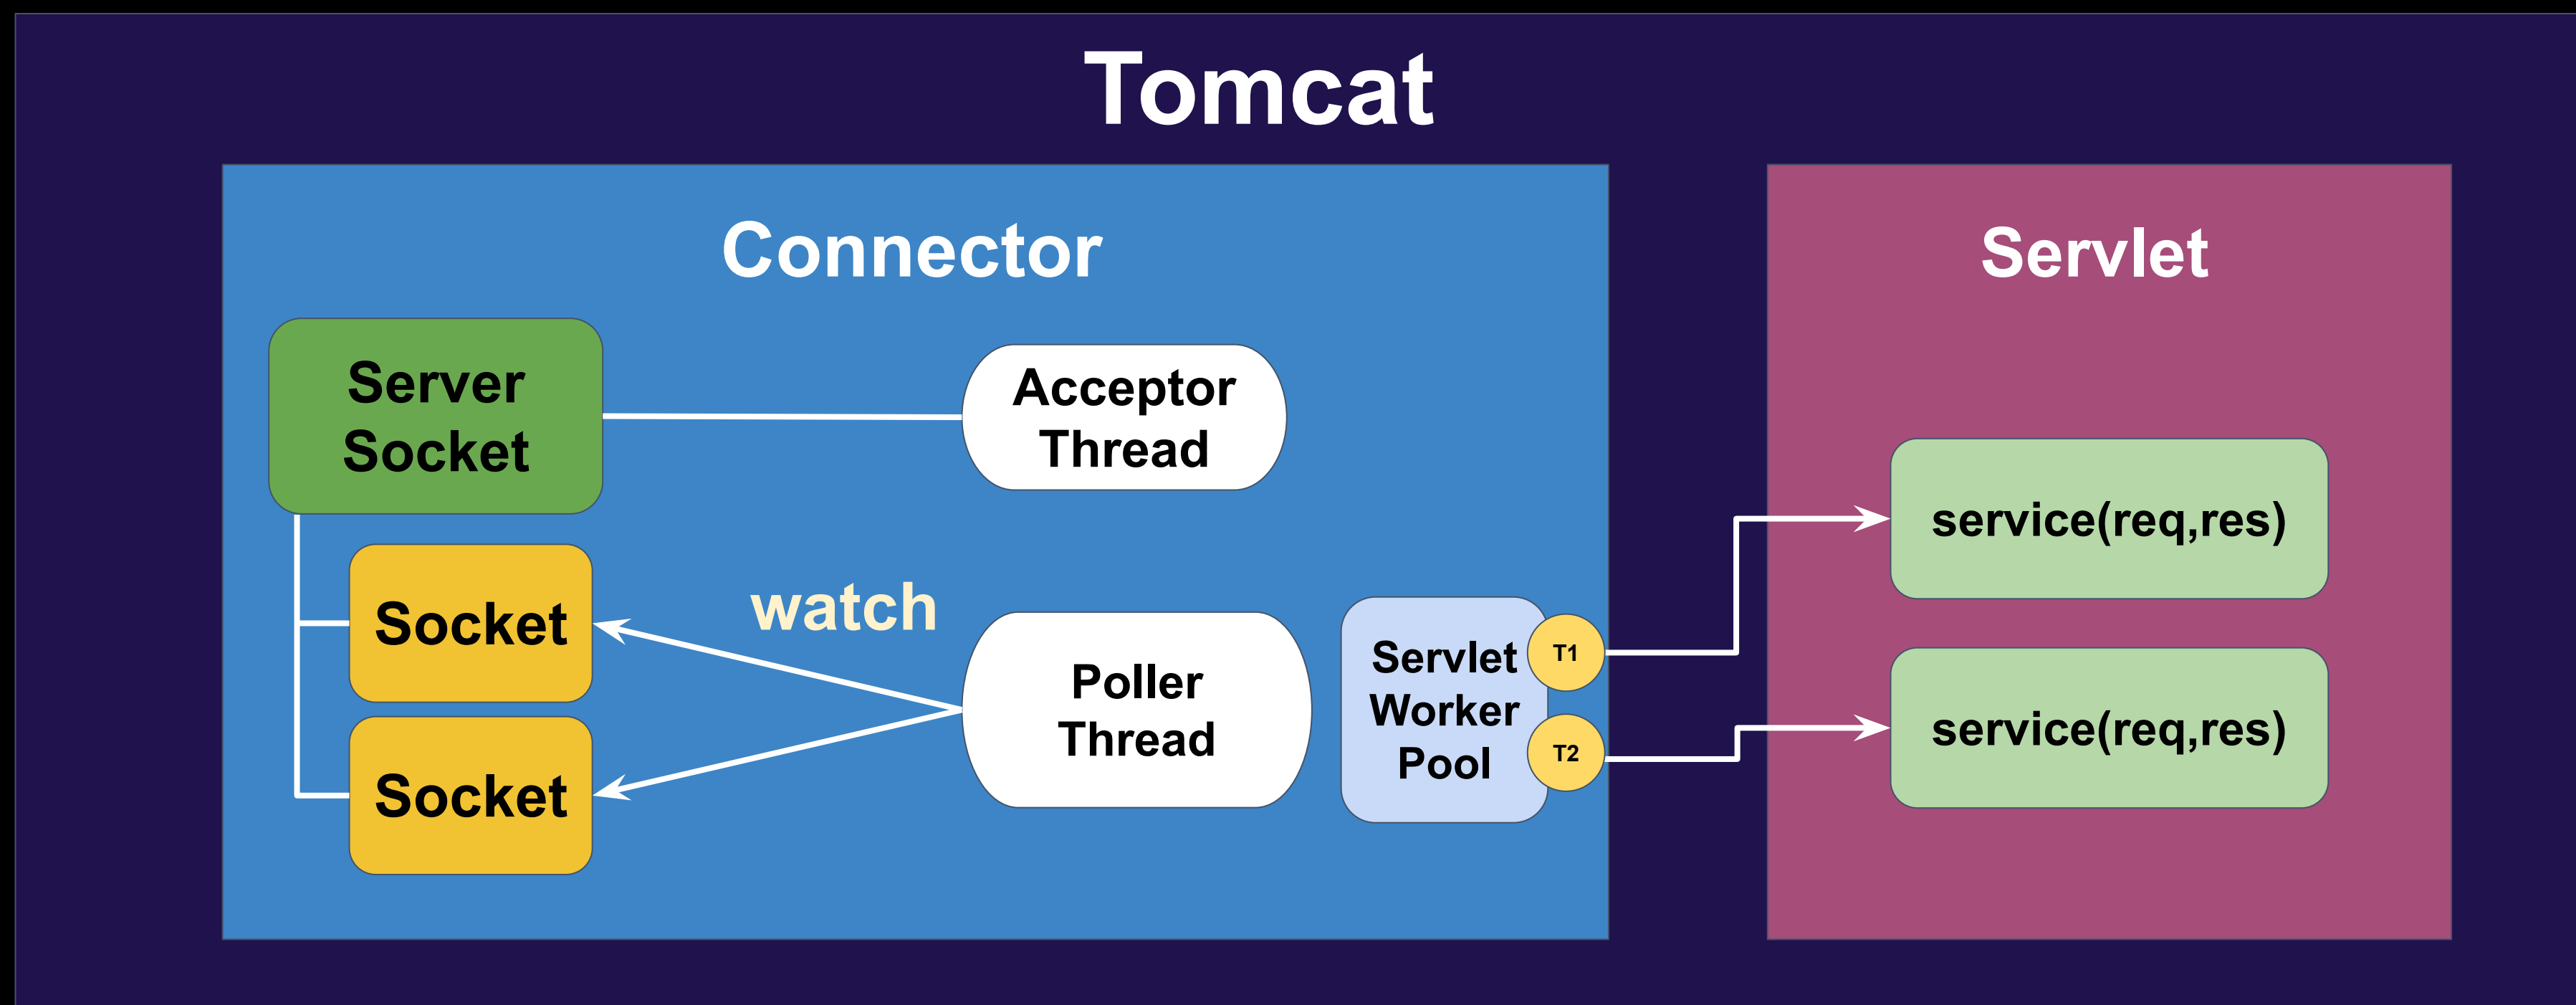 Tomcat
Connector
Servlet
Server
Socket
Acceptor
Thread
service(req,res)
Socket
watch
Poller
Thread
Servlet
Worker
Pool
T1
T2
service(req,res)
Socket